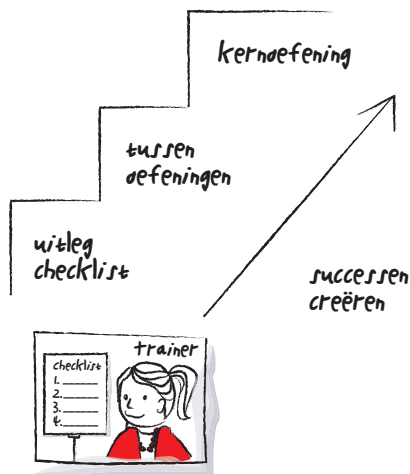 kernoefening
tussen
oefeningen
uitleg
checklist
successen
creëren
trainer
checklist
1.
2.
3.
4.